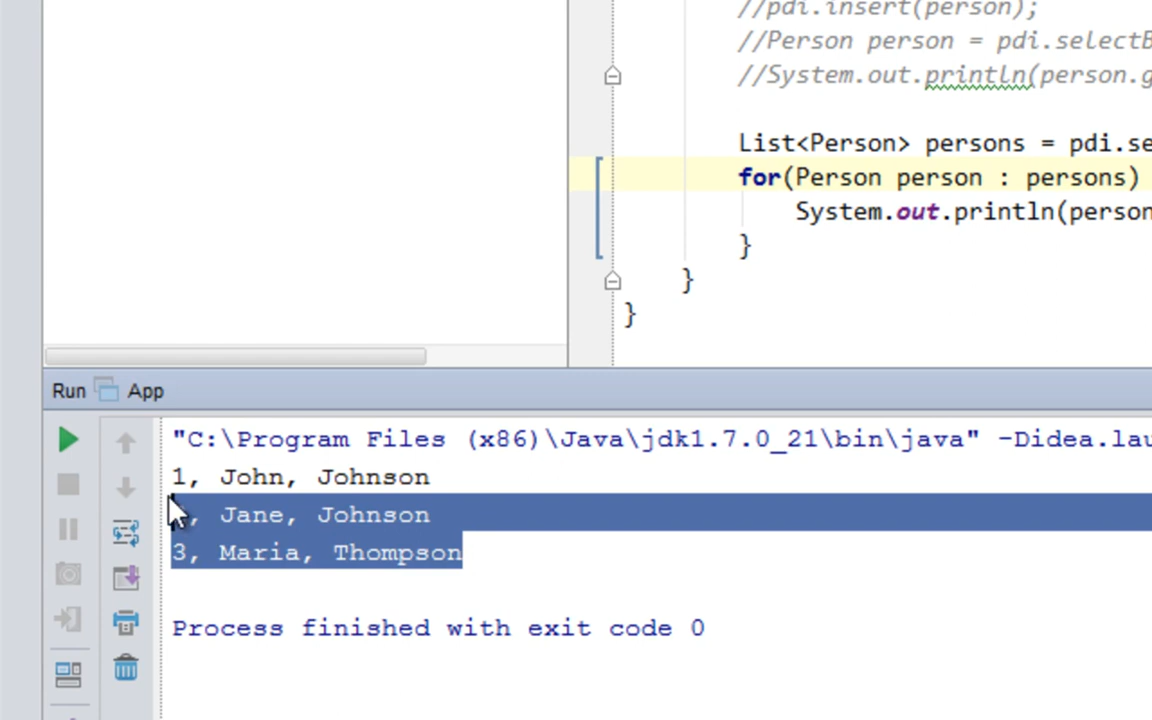 //pdi.insert(person);
//Person person = pdi.selectB
//System.out.println(person.g
List<Person> persons = pdi.se
for(Person person : persons)
System.out.println(person
}
}
}
Run App
"C:\Program Files (x86)\Java\jdk1.7.0_21\bin\java" -Didea.lau
1, John, Johnson
, Jane, Johnson
3, Maria, Thompson
Process finished with exit code 0